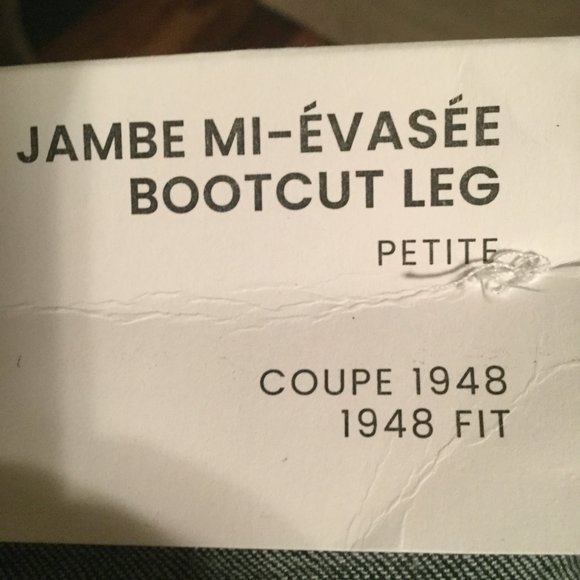 JAMBE MI-ÉVASÉE
BOOTCUT LEG
PETITE
COUPE 1948
1948 FIT